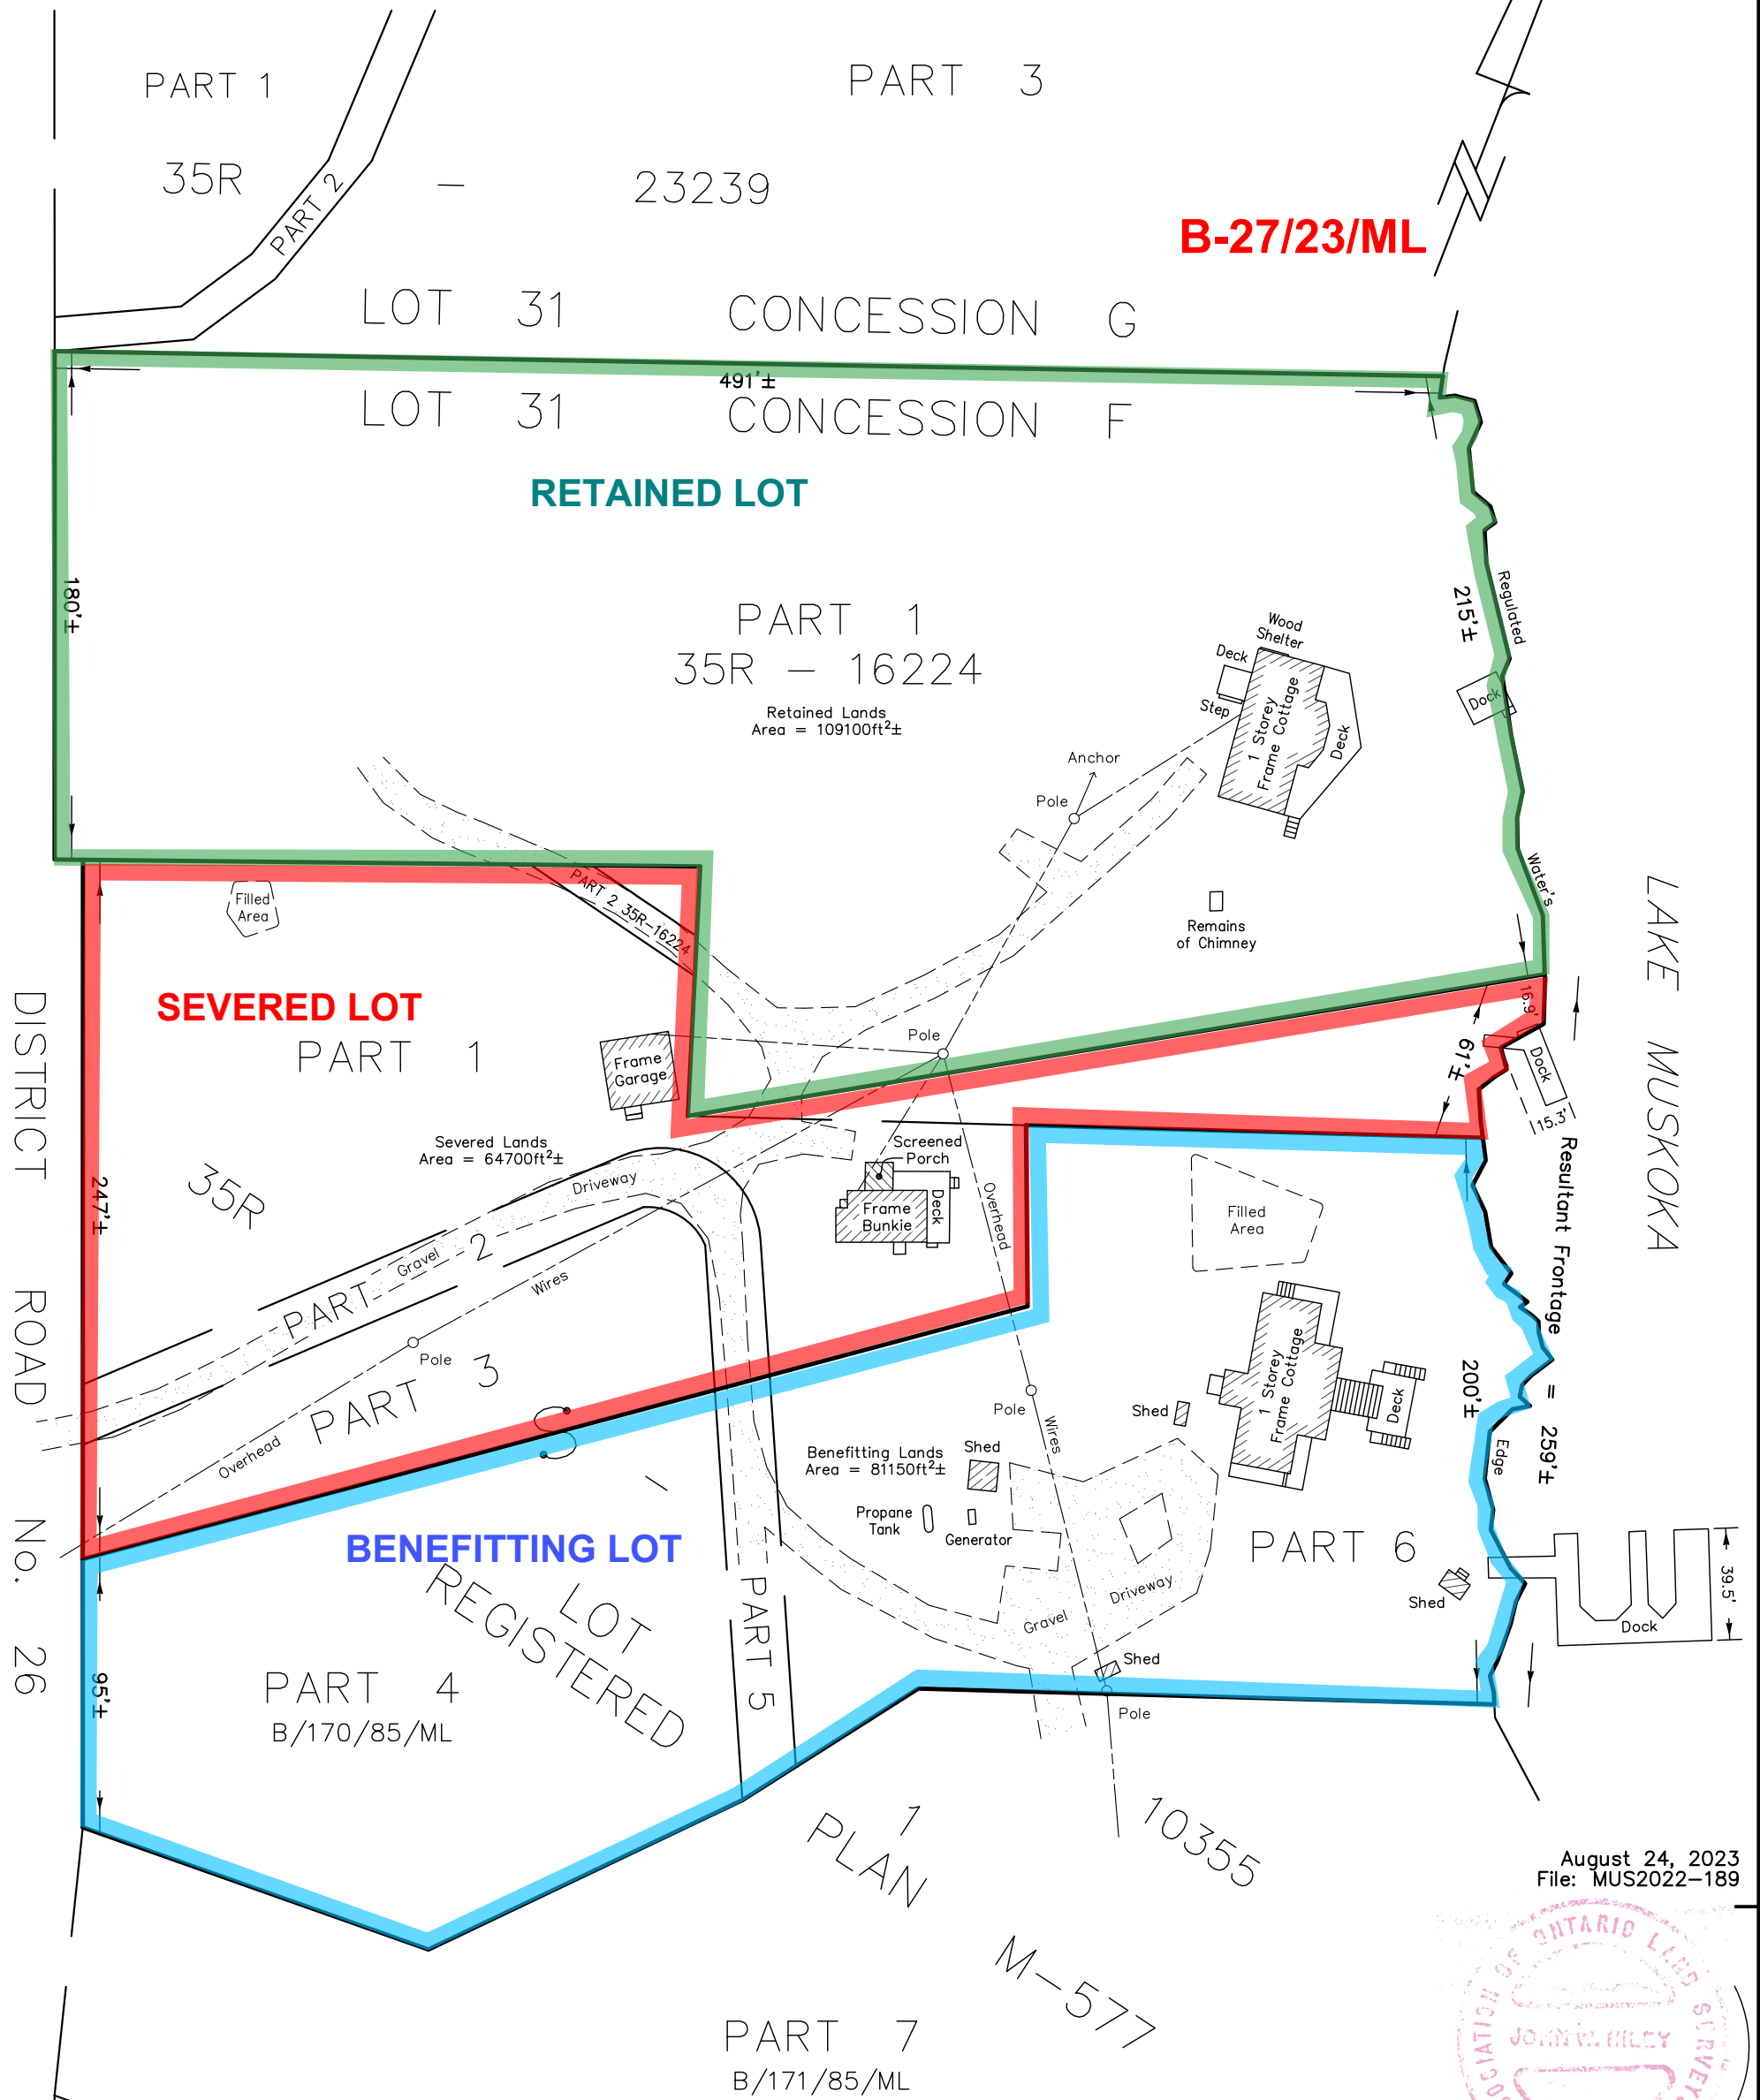 PART 1
PART 3
35R - 23239
PART 2
B-27/23/ML
LOT 31 CONCESSION G
491'±
LOT 31 CONCESSION F
RETAINED LOT
180'±
215'±
Regulated
PART 1
35R - 16224
Retained Lands
Area = 109100ft²±
Wood
Shelter
Deck
Step
1 Storey
Frame Cottage
Deck
Dock
Anchor
Pole
Water's
Filled
Area
PART 2 35R-16224
Remains
of Chimney
LAKE MUSKOKA
SEVERED LOT
PART 1
Frame
Garage
Pole
16.9'
61'±
Dock
15.3'
DISTRICT ROAD No. 26
Severed Lands
Area = 64700ft²±
35R
247'±
Driveway
Gravel
PART 2
Wires
Screened
Porch
Frame
Bunkie
Deck
Overhead
Filled
Area
Resultant Frontage = 259'±
Pole
PART 3
Overhead
1 Storey
Frame Cottage
Deck
200'±
Edge
Pole
Wires
Shed
Benefitting Lands
Area = 81150ft²±
Shed
Propane
Tank
Generator
BENEFITTING LOT
PART 6
Driveway
Gravel
Shed
Dock
39.5'
LOT
REGISTERED
PART 5
Shed
Pole
95'±
PART 4
B/170/85/ML
1
PLAN
10355
M-577
August 24, 2023
File: MUS2022-189
PART 7
B/171/85/ML
OF ONTARIO LAND
JOHN W. HILEY